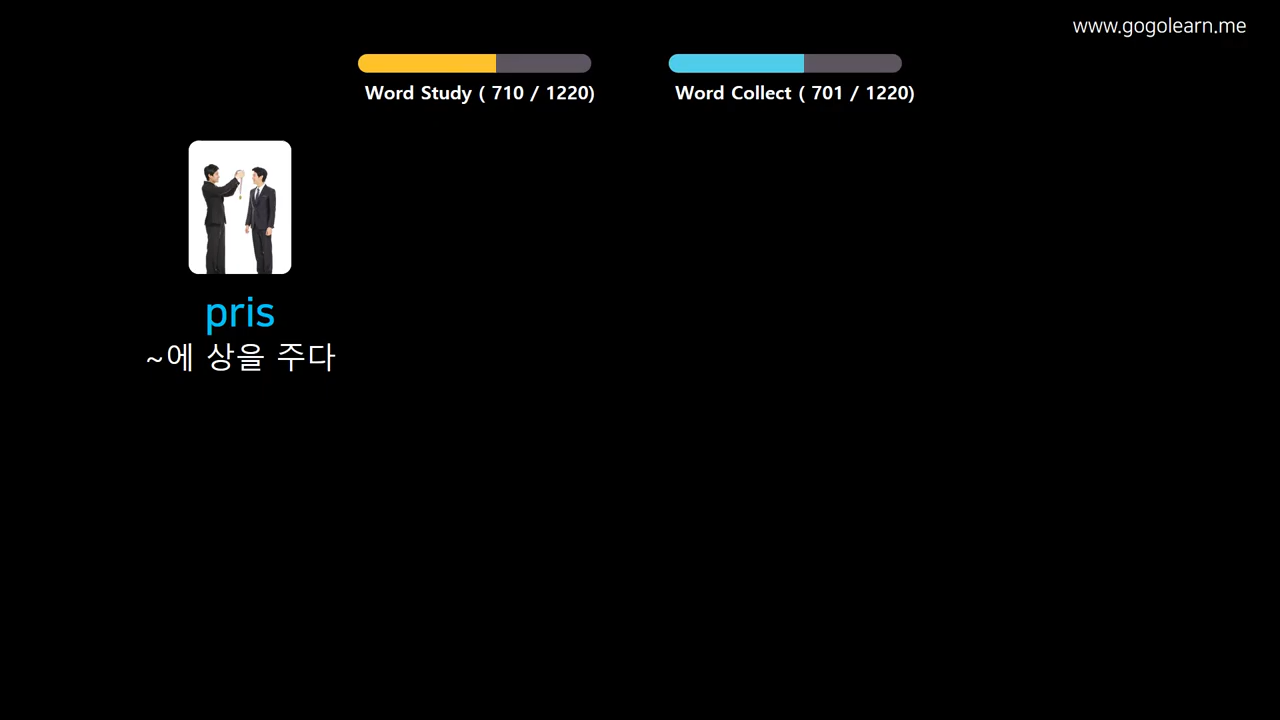 www.gogolearn.me
Word Study ( 710 / 1220)
Word Collect ( 701 / 1220)
pris
~에 상을 주다